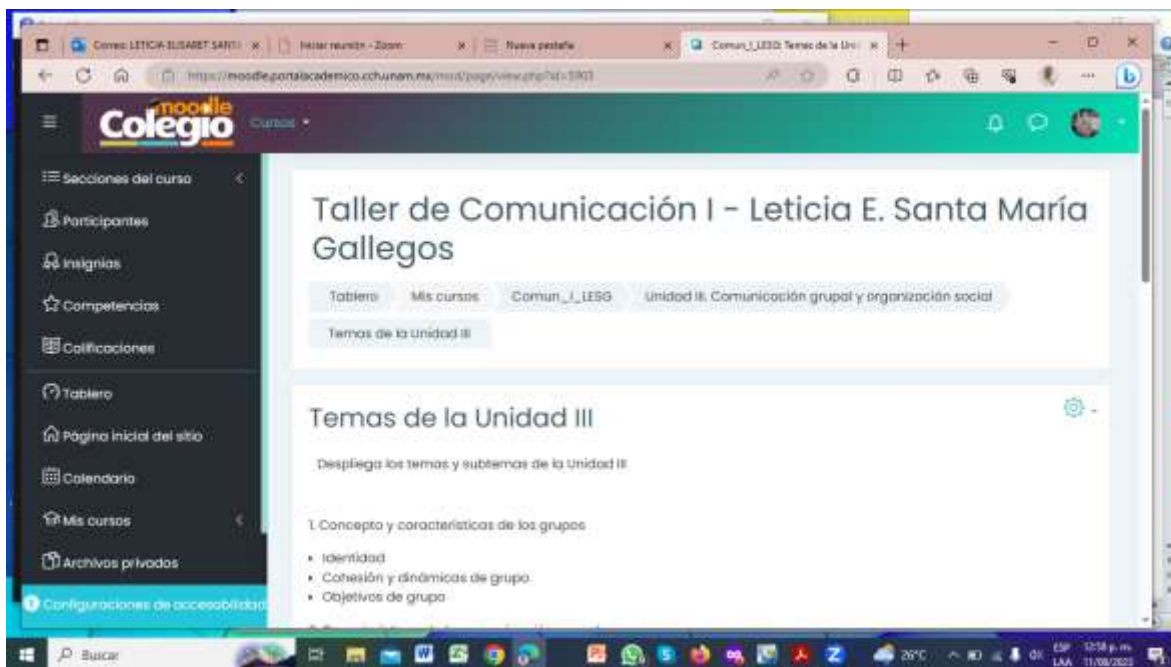 Correo: LETICIA ELISABET SANTI
Iniciar reunión - Zoom
Nueva pestaña
Comun_I_LESG: Temas de la Uni
https://moodle.portalacademico.cch.unam.mx/mod/page/view.php?id=5903
moodle
Colegio
Cursos
Secciones del curso
Participantes
Insignias
Competencias
Calificaciones
Tablero
Página inicial del sitio
Calendario
Mis cursos
Archivos privados
Configuraciones de accesabilidad
Taller de Comunicación I - Leticia E. Santa María
Gallegos
Tablero Mis cursos Comun_I_LESG Unidad III. Comunicación grupal y organización social
Temas de la Unidad III
Temas de la Unidad III
Despliega los temas y subtemas de la Unidad III
1. Concepto y características de los grupos
Identidad
Cohesión y dinámicas de grupo.
Objetivos de grupo
Buscar
26°C
ESP
LAA
12:58 p. m.
11/08/2023